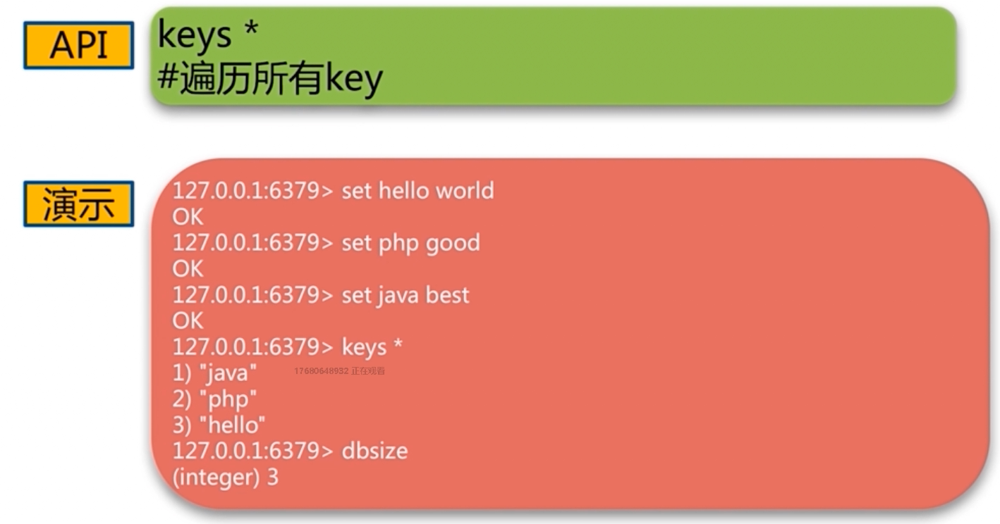 API
keys *
#遍历所有key
演示
127.0.0.1:6379> set hello world
OK
127.0.0.1:6379> set php good
OK
127.0.0.1:6379> set java best
OK
127.0.0.1:6379> keys *
1) "java"
17680648932 正在观看
2) "php"
3) "hello"
127.0.0.1:6379> dbsize
(integer) 3